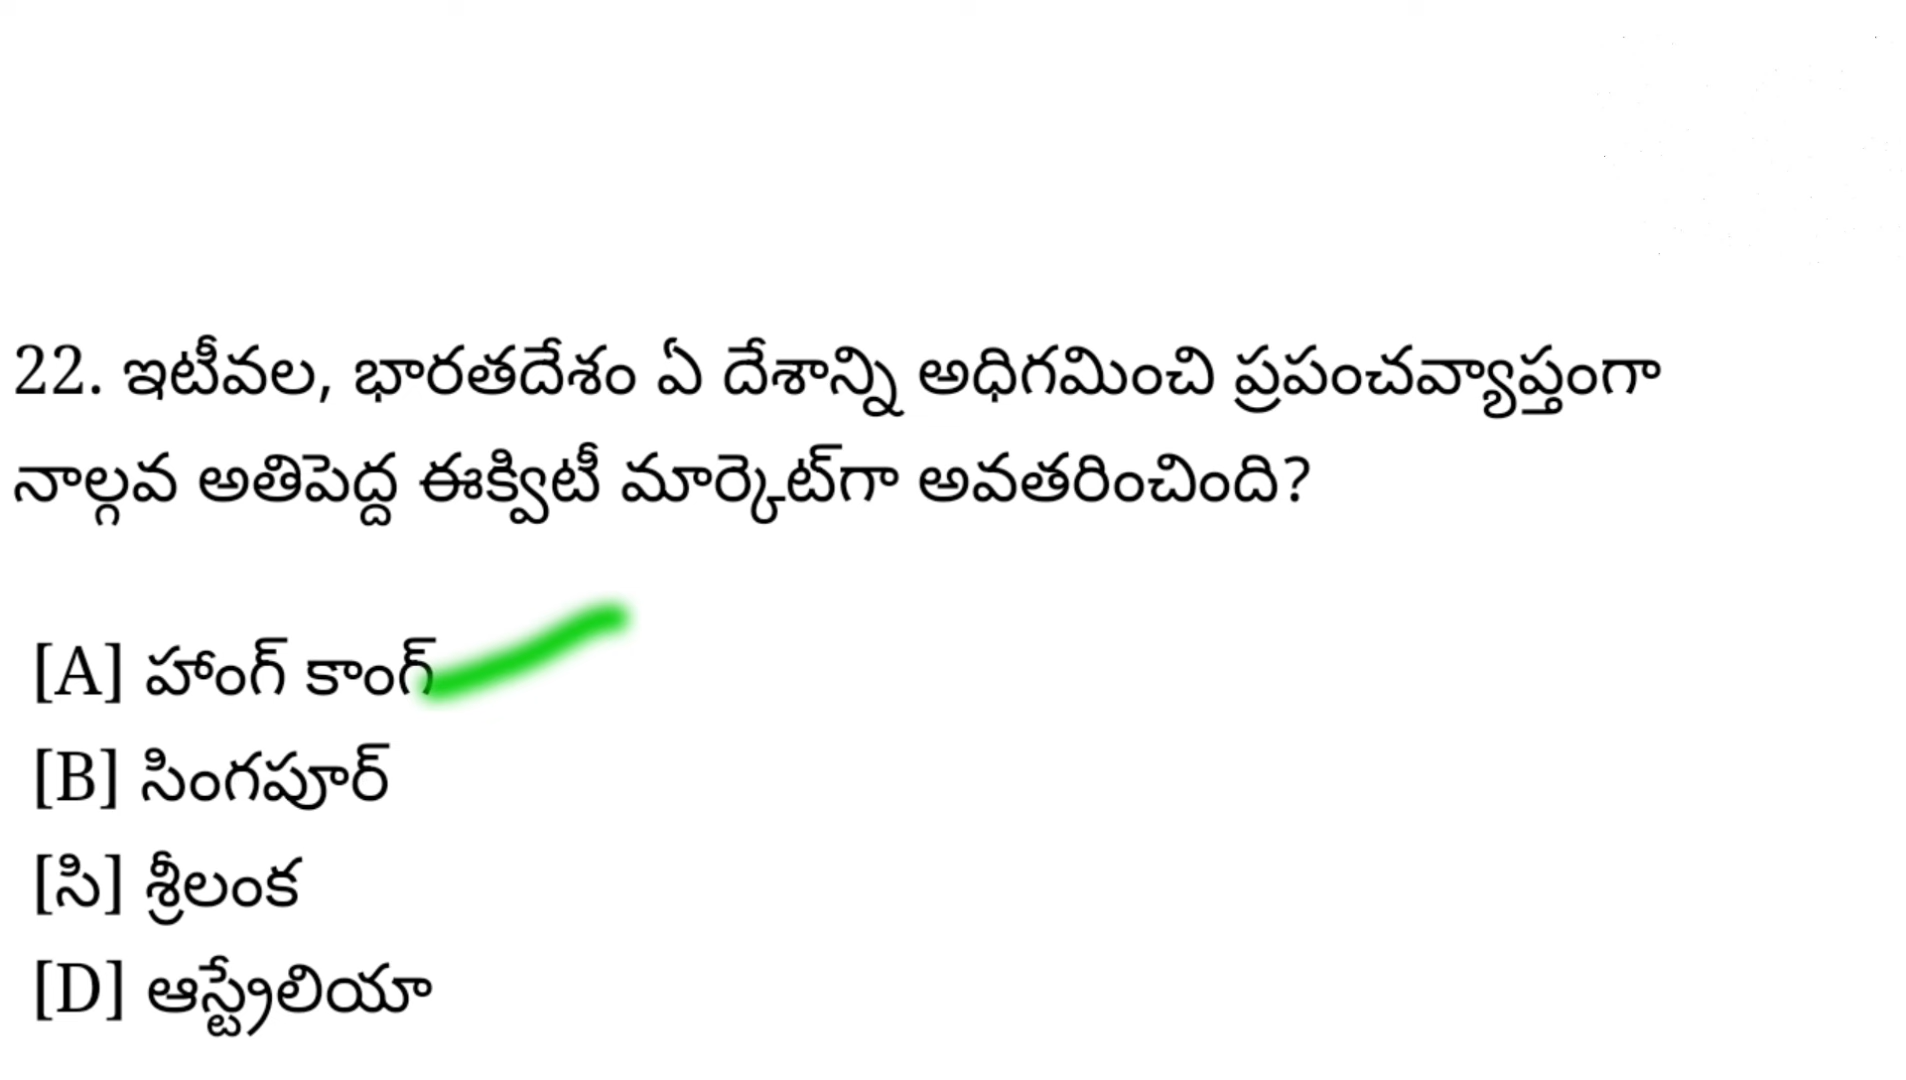 22. ఇటీవల, భారతదేశం ఏ దేశాన్ని అధిగమించి ప్రపంచవ్యాప్తంగా
నాల్గవ అతిపెద్ద ఈక్విటీ మార్కెట్‌గా అవతరించింది?
[A] హాంగ్ కాంగ్
[B] సింగపూర్
[సి] శ్రీలంక
[D] ఆస్ట్రేలియా